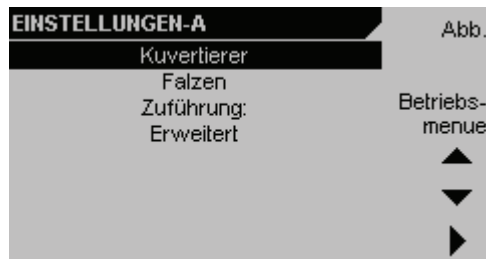 EINSTELLUNGEN-A
Abb.
Kuvertierer
Falzen
Zuführung:
Erweitert
Betriebs-
menue